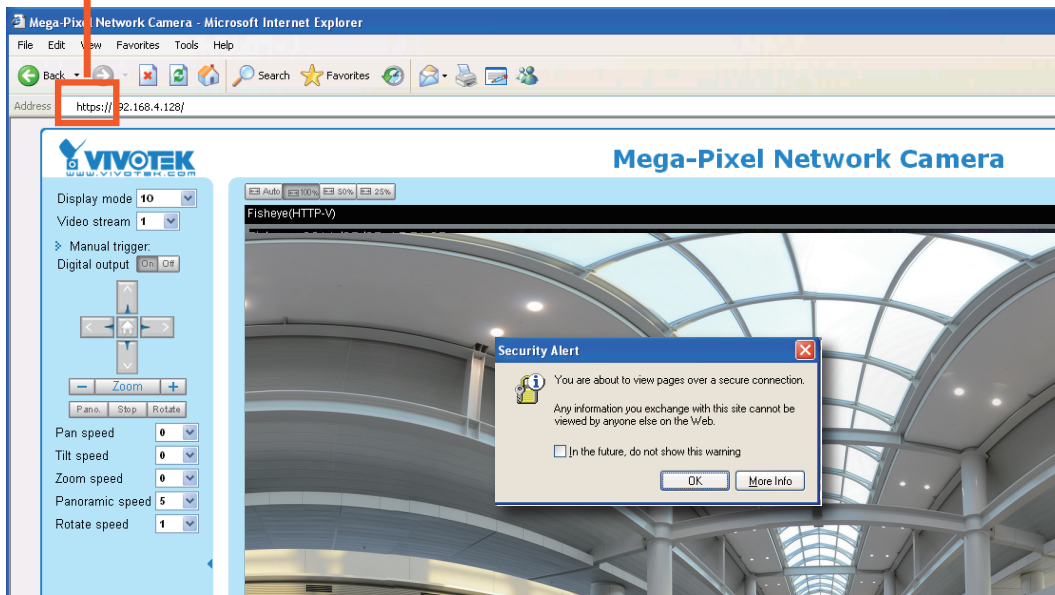 Mega-Pixel Network Camera - Microsoft Internet Explorer
File Edit View Favorites Tools Help
Back Search Favorites
Address https://192.168.4.128/
VIVOTEK
www.vivotek.com
Mega-Pixel Network Camera
Auto 100% 50% 25%
Display mode 10
Fisheye(HTTP-V)
Video stream 1
Manual trigger:
Digital output On Off
Zoom
Pano. Stop Rotate
Pan speed 0
Tilt speed 0
Zoom speed 0
Panoramic speed 5
Rotate speed 1
Security Alert
You are about to view pages over a secure connection.
Any information you exchange with this site cannot be
viewed by anyone else on the Web.
In the future, do not show this warning
OK More Info